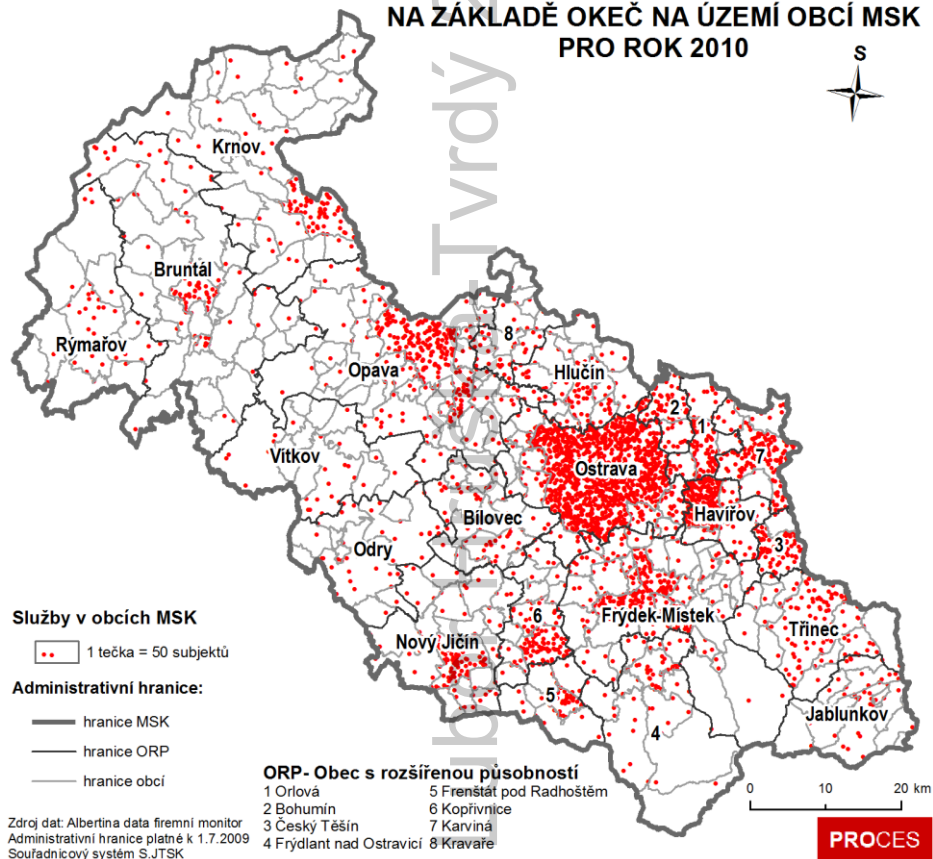 NA ZÁKLADĚ OKEČ NA ÚZEMÍ OBCÍ MSK
PRO ROK 2010
S
Krnov
Bruntál
Rýmařov
Opava
8
Hlučín
2
1
7
Vítkov
Ostrava
Havířov
Bílovec
3
Odry
6
Frýdek-Místek
Třinec
Nový Jičín
5
4
Jablunkov
Služby v obcích MSK
1 tečka = 50 subjektů
Administrativní hranice:
hranice MSK
hranice ORP
hranice obcí
ORP- Obec s rozšířenou působností
1 Orlová
2 Bohumín
3 Český Těšín
4 Frýdlant nad Ostravicí
5 Frenštát pod Radhoštěm
6 Kopřivnice
7 Karviná
8 Kravaře
0 10 20 km
Zdroj dat: Albertina data firemní monitor
Administrativní hranice platné k 1.7.2009
Souřadnicový systém S.JTSK
PROCES
Tvrdý